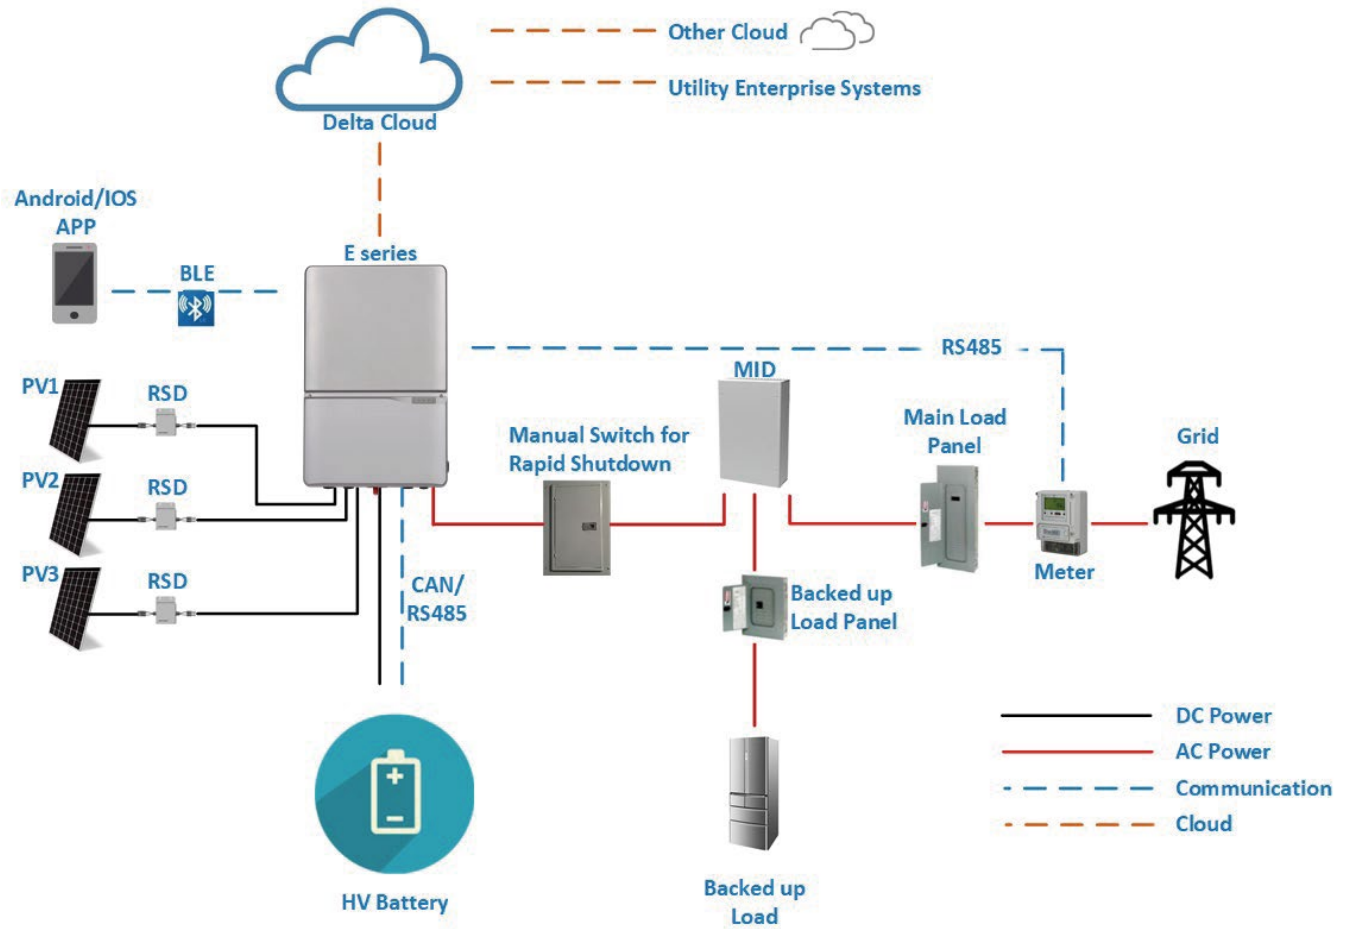 Other Cloud
Utility Enterprise Systems
Delta Cloud
Android/IOS
APP
E series
BLE
RS485
MID
PV1
RSD
Main Load
Panel
Grid
Manual Switch for
Rapid Shutdown
PV2
RSD
PV3
RSD
CAN/
RS485
Meter
Backed up
Load Panel
DC Power
AC Power
Communication
Cloud
HV Battery
Backed up
Load